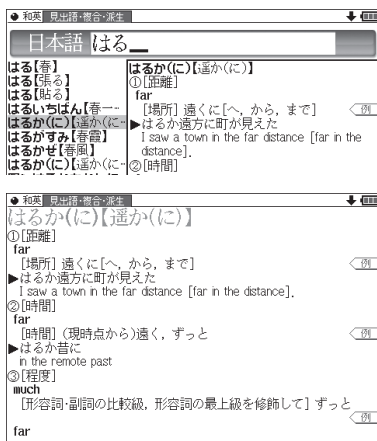 和英 見出語・複合・派生
日本語 はる
はる【春】
はる【張る】
はる【貼る】
はるいちばん【春一…
はるか(に)【遥か(に…
はるがすみ【春霞】
はるかぜ【春風】
はるか(に)【遥か(に…
はるか(に)【遥か(に)】
①[距離]
far
[場所] 遠くに[へ, から, まで]
例
▶はるか遠方に町が見えた
I saw a town in the far distance [far in the
distance].
②[時間]
和英 見出語・複合・派生
はるか(に)【遥か(に)】
①[距離]
far
[場所] 遠くに[へ, から, まで]
例
▶はるか遠方に町が見えた
I saw a town in the far distance [far in the distance].
②[時間]
far
[時間] (現時点から)遠く, ずっと
例
▶はるか昔に
in the remote past
③[程度]
much
[形容詞・副詞の比較級, 形容詞の最上級を修飾して] ずっと
例
far